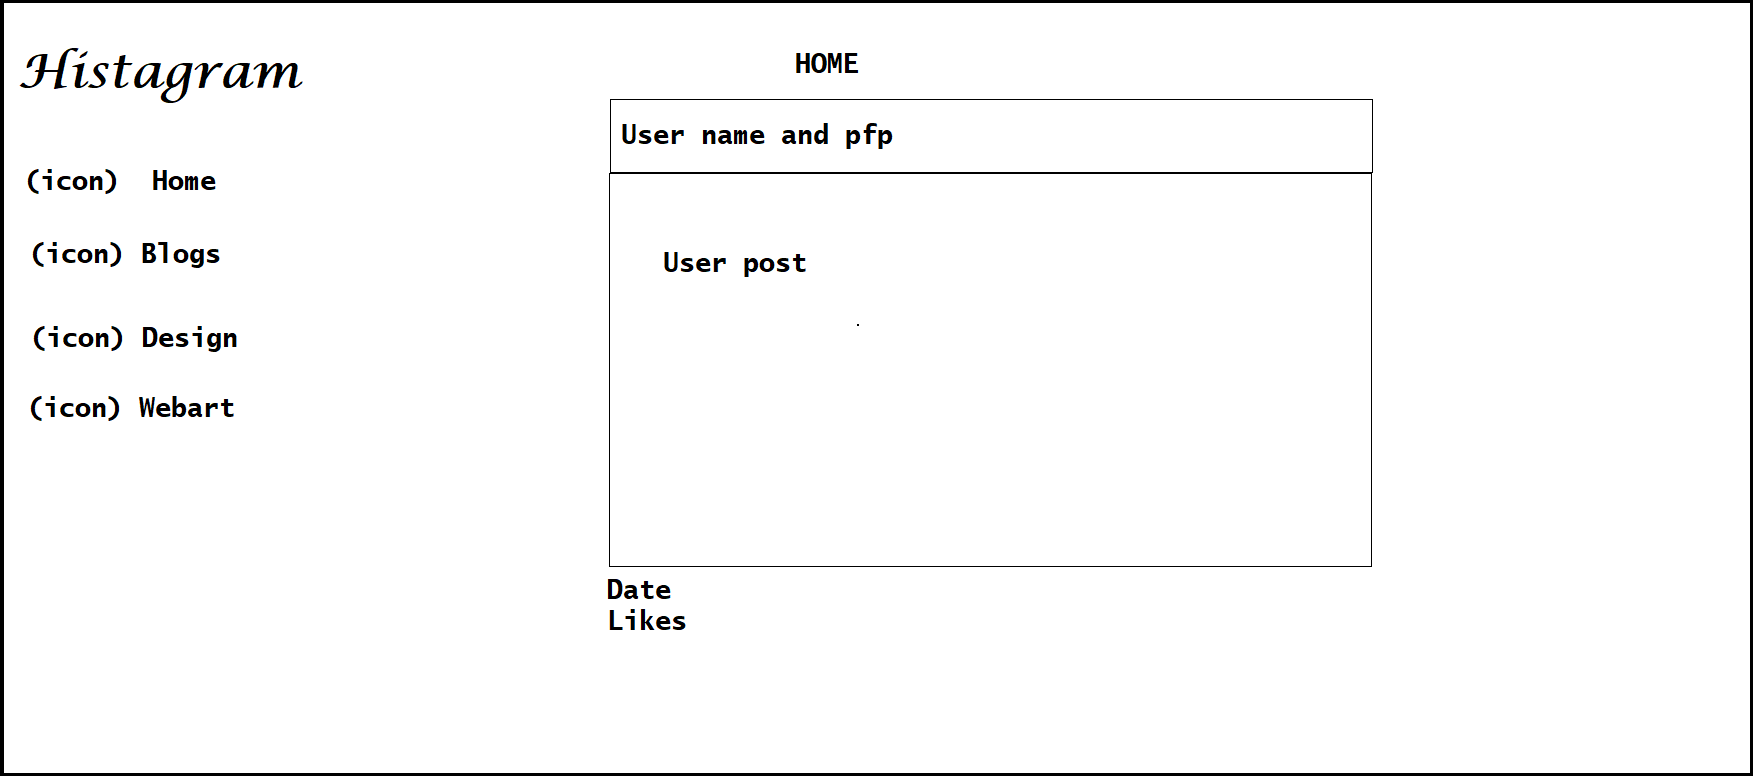 Histagram
(icon) Home
(icon) Blogs
(icon) Design
(icon) Webart
HOME
User name and pfp
User post
Date
Likes